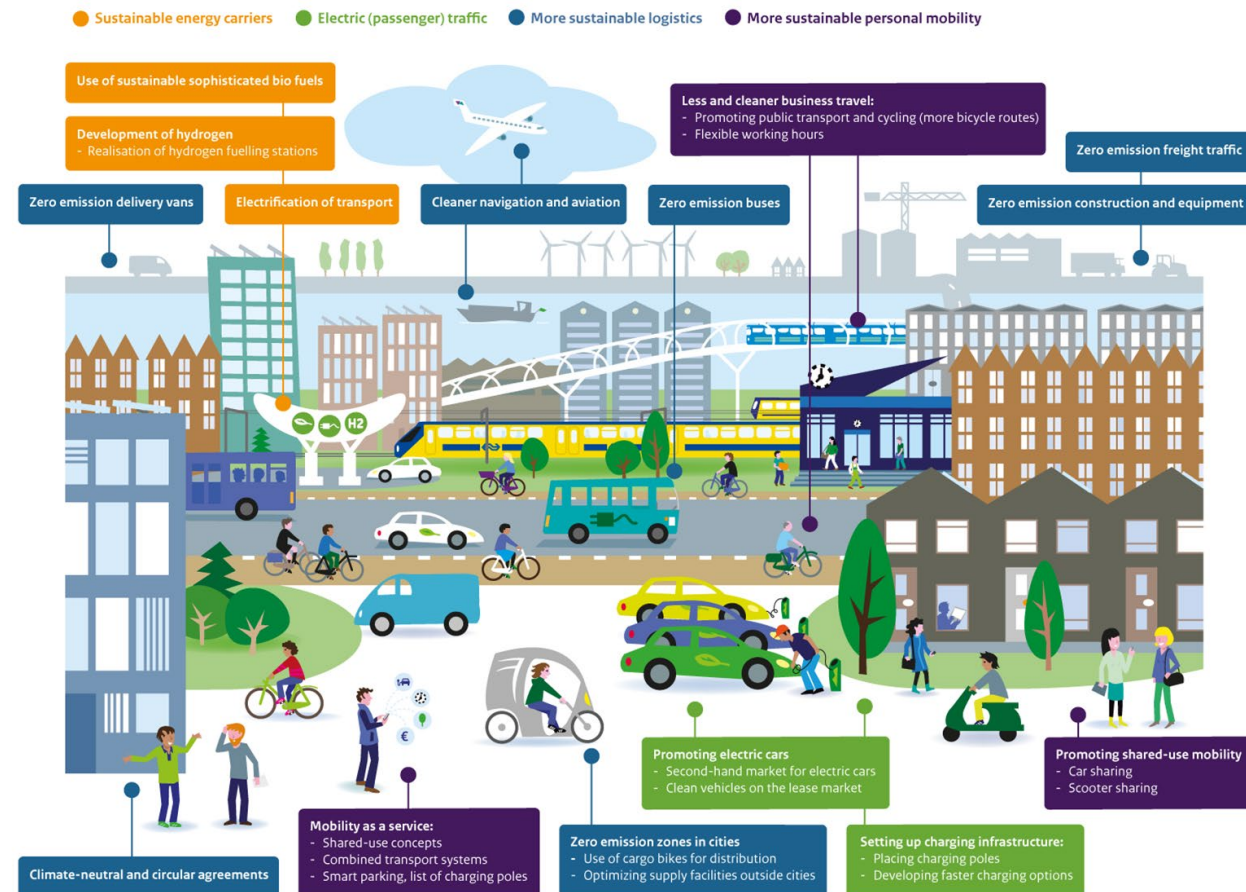 Sustainable energy carriers
Electric (passenger) traffic
More sustainable logistics
More sustainable personal mobility
Use of sustainable sophisticated bio fuels
Development of hydrogen
- Realisation of hydrogen fuelling stations
Less and cleaner business travel:
- Promoting public transport and cycling (more bicycle routes)
- Flexible working hours
Zero emission freight traffic
Zero emission delivery vans
Electrification of transport
Cleaner navigation and aviation
Zero emission buses
Zero emission construction and equipment
H2
€
Promoting electric cars
- Second-hand market for electric cars
- Clean vehicles on the lease market
Promoting shared-use mobility
- Car sharing
- Scooter sharing
Mobility as a service:
- Shared-use concepts
- Combined transport systems
- Smart parking, list of charging poles
Zero emission zones in cities
- Use of cargo bikes for distribution
- Optimizing supply facilities outside cities
Setting up charging infrastructure:
- Placing charging poles
- Developing faster charging options
Climate-neutral and circular agreements